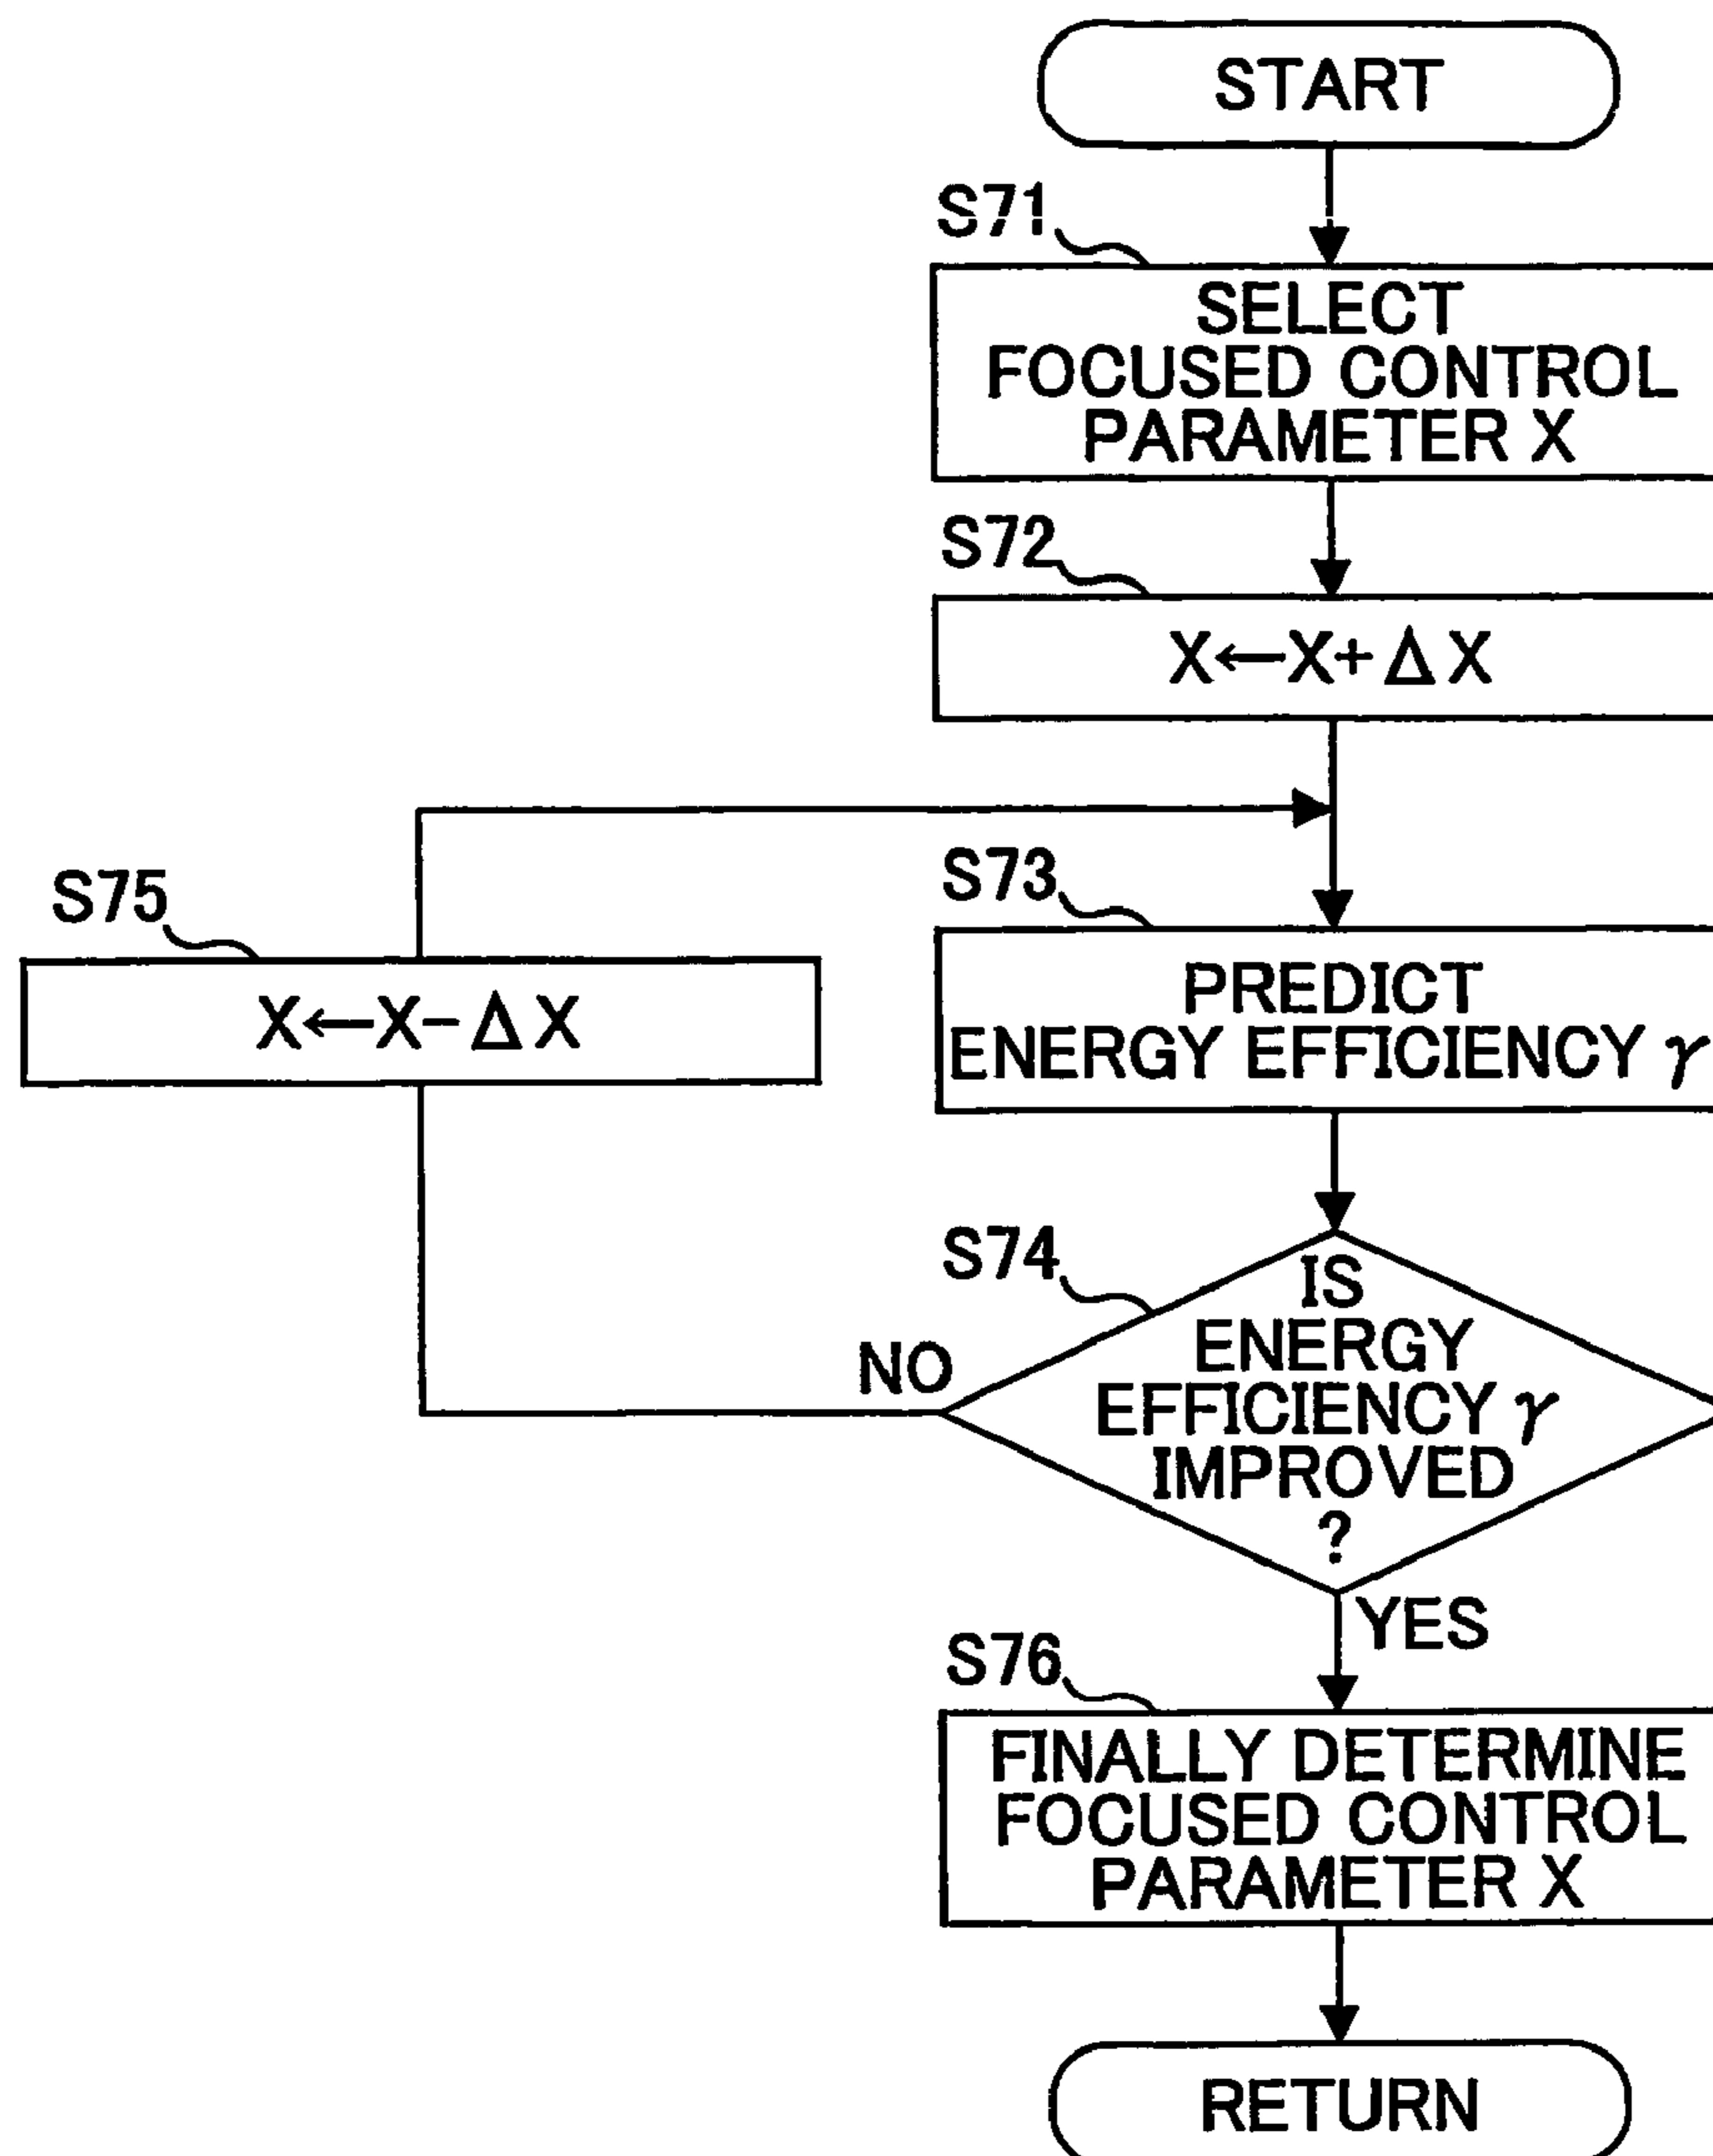 START
S71
SELECT
FOCUSED CONTROL
PARAMETER X
S72
X←X+ΔX
S73
PREDICT
ENERGY EFFICIENCY γ
S75
X←X-ΔX
S74
IS
ENERGY
EFFICIENCY γ
IMPROVED
?
NO
YES
S76
FINALLY DETERMINE
FOCUSED CONTROL
PARAMETER X
RETURN